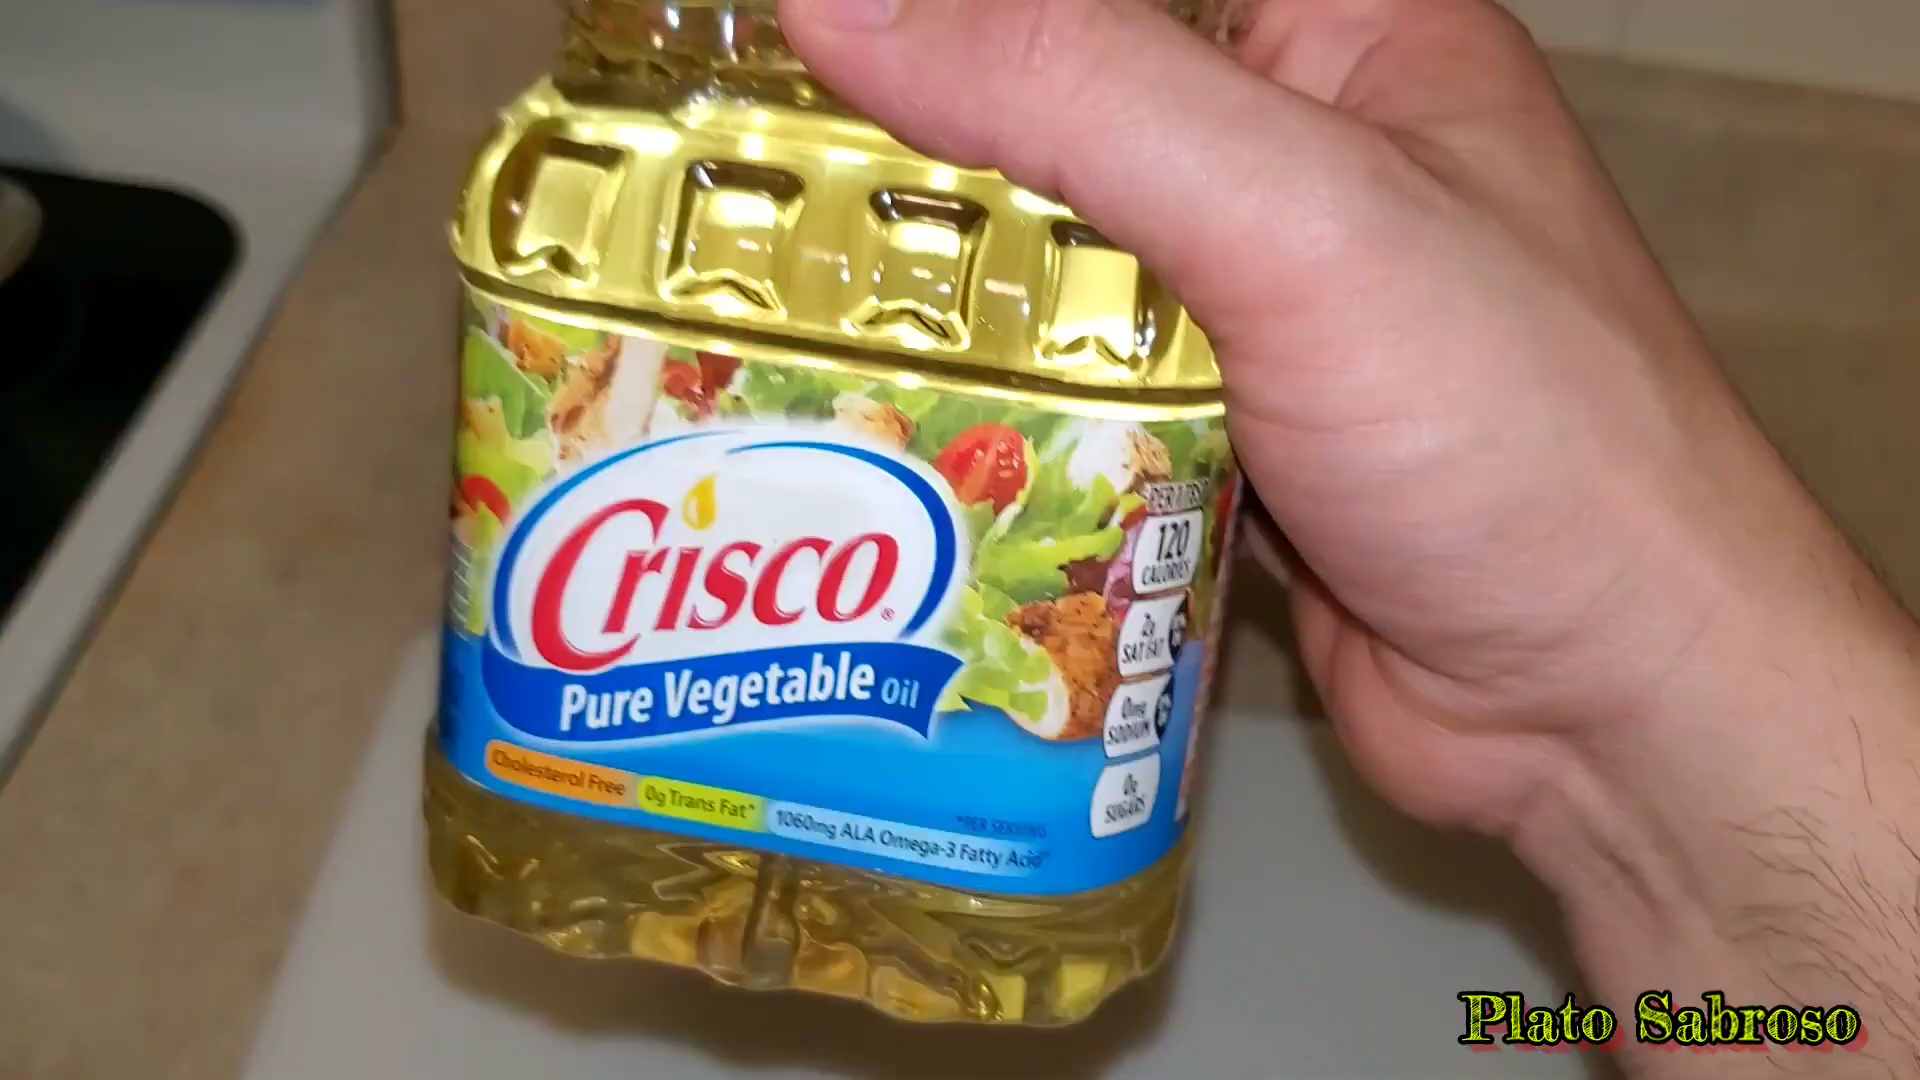 Crisco®
Pure Vegetable Oil
Cholesterol Free
0g Trans Fat*
1060mg ALA Omega-3 Fatty Acid*
*PER SERVING
PER 1 TBSP
120
CALORIES
2g
SAT FAT
0mg
SODIUM
0g
SUGARS
Plato Sabroso